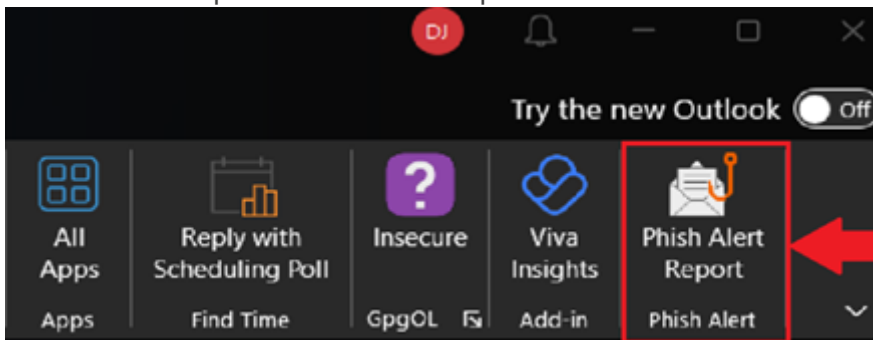 DJ
Try the new Outlook Off
All
Apps
Reply with
Scheduling Poll
Insecure
Viva
Insights
Phish Alert
Report
Apps
Find Time
GpgOL
Add-in
Phish Alert